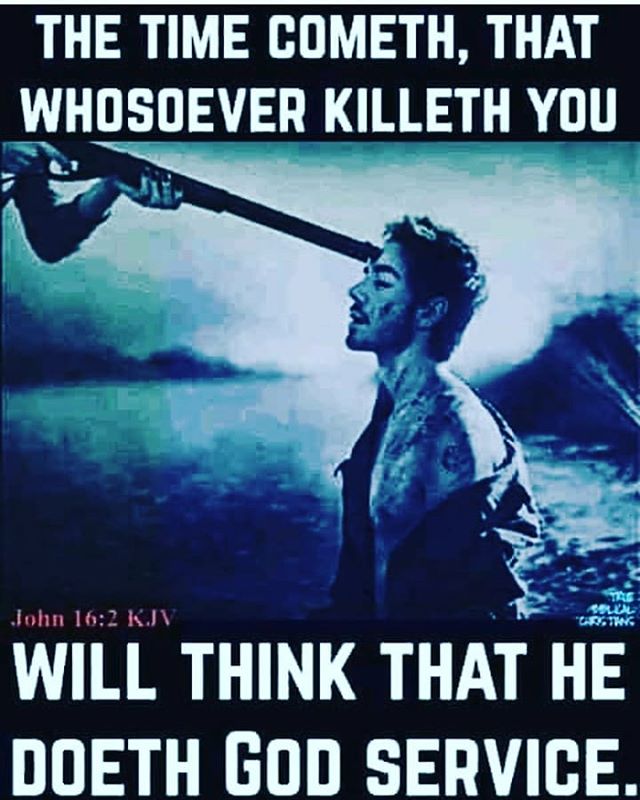 THE TIME COMETH, THAT
WHOSOEVER KILLETH YOU
John 16:2 KJV
TRUE
BIBLICAL
CHRISTIANS
WILL THINK THAT HE
DOETH GOD SERVICE.